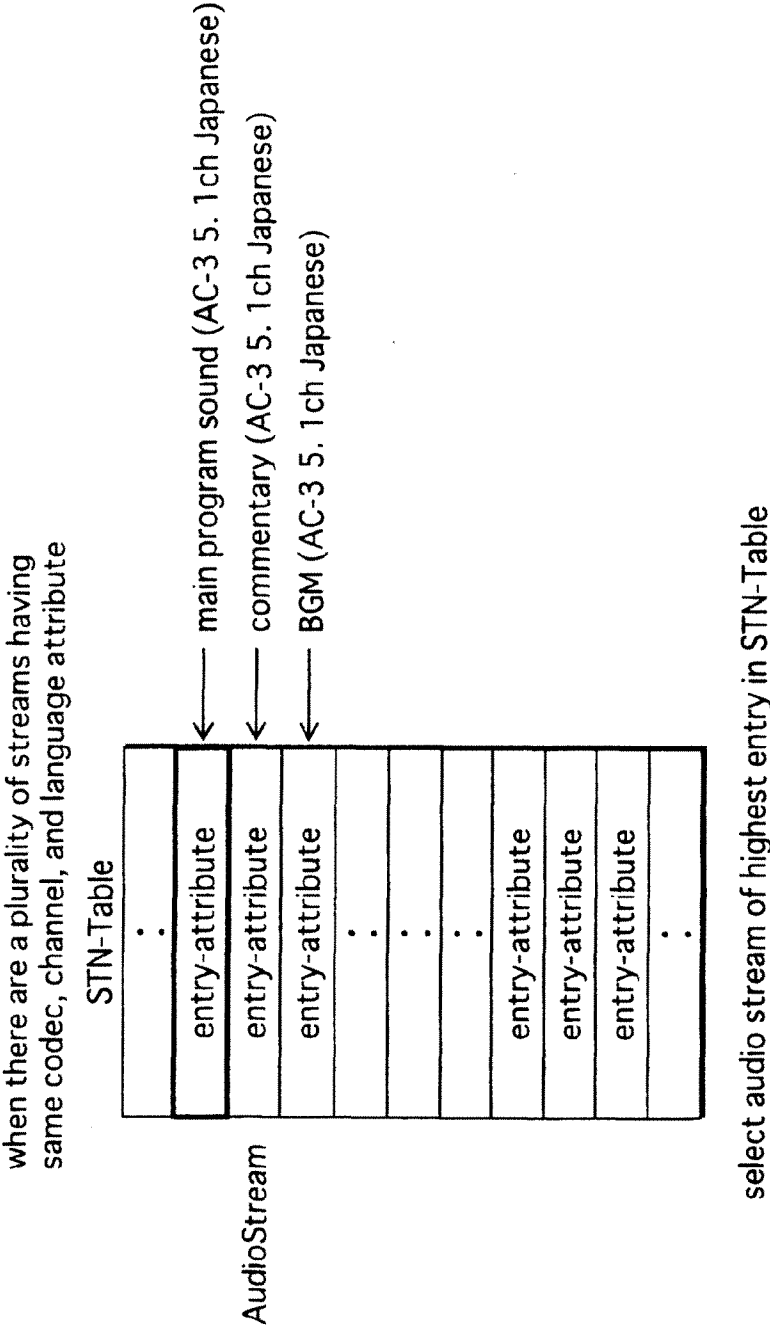 when there are a plurality of streams having
same codec, channel, and language attribute
STN-Table
: 
entry-attribute
main program sound (AC-3 5. 1ch Japanese)
AudioStream
entry-attribute
commentary (AC-3 5. 1ch Japanese)
entry-attribute
BGM (AC-3 5. 1ch Japanese)
:
:
:
entry-attribute
entry-attribute
entry-attribute
:
select audio stream of highest entry in STN-Table